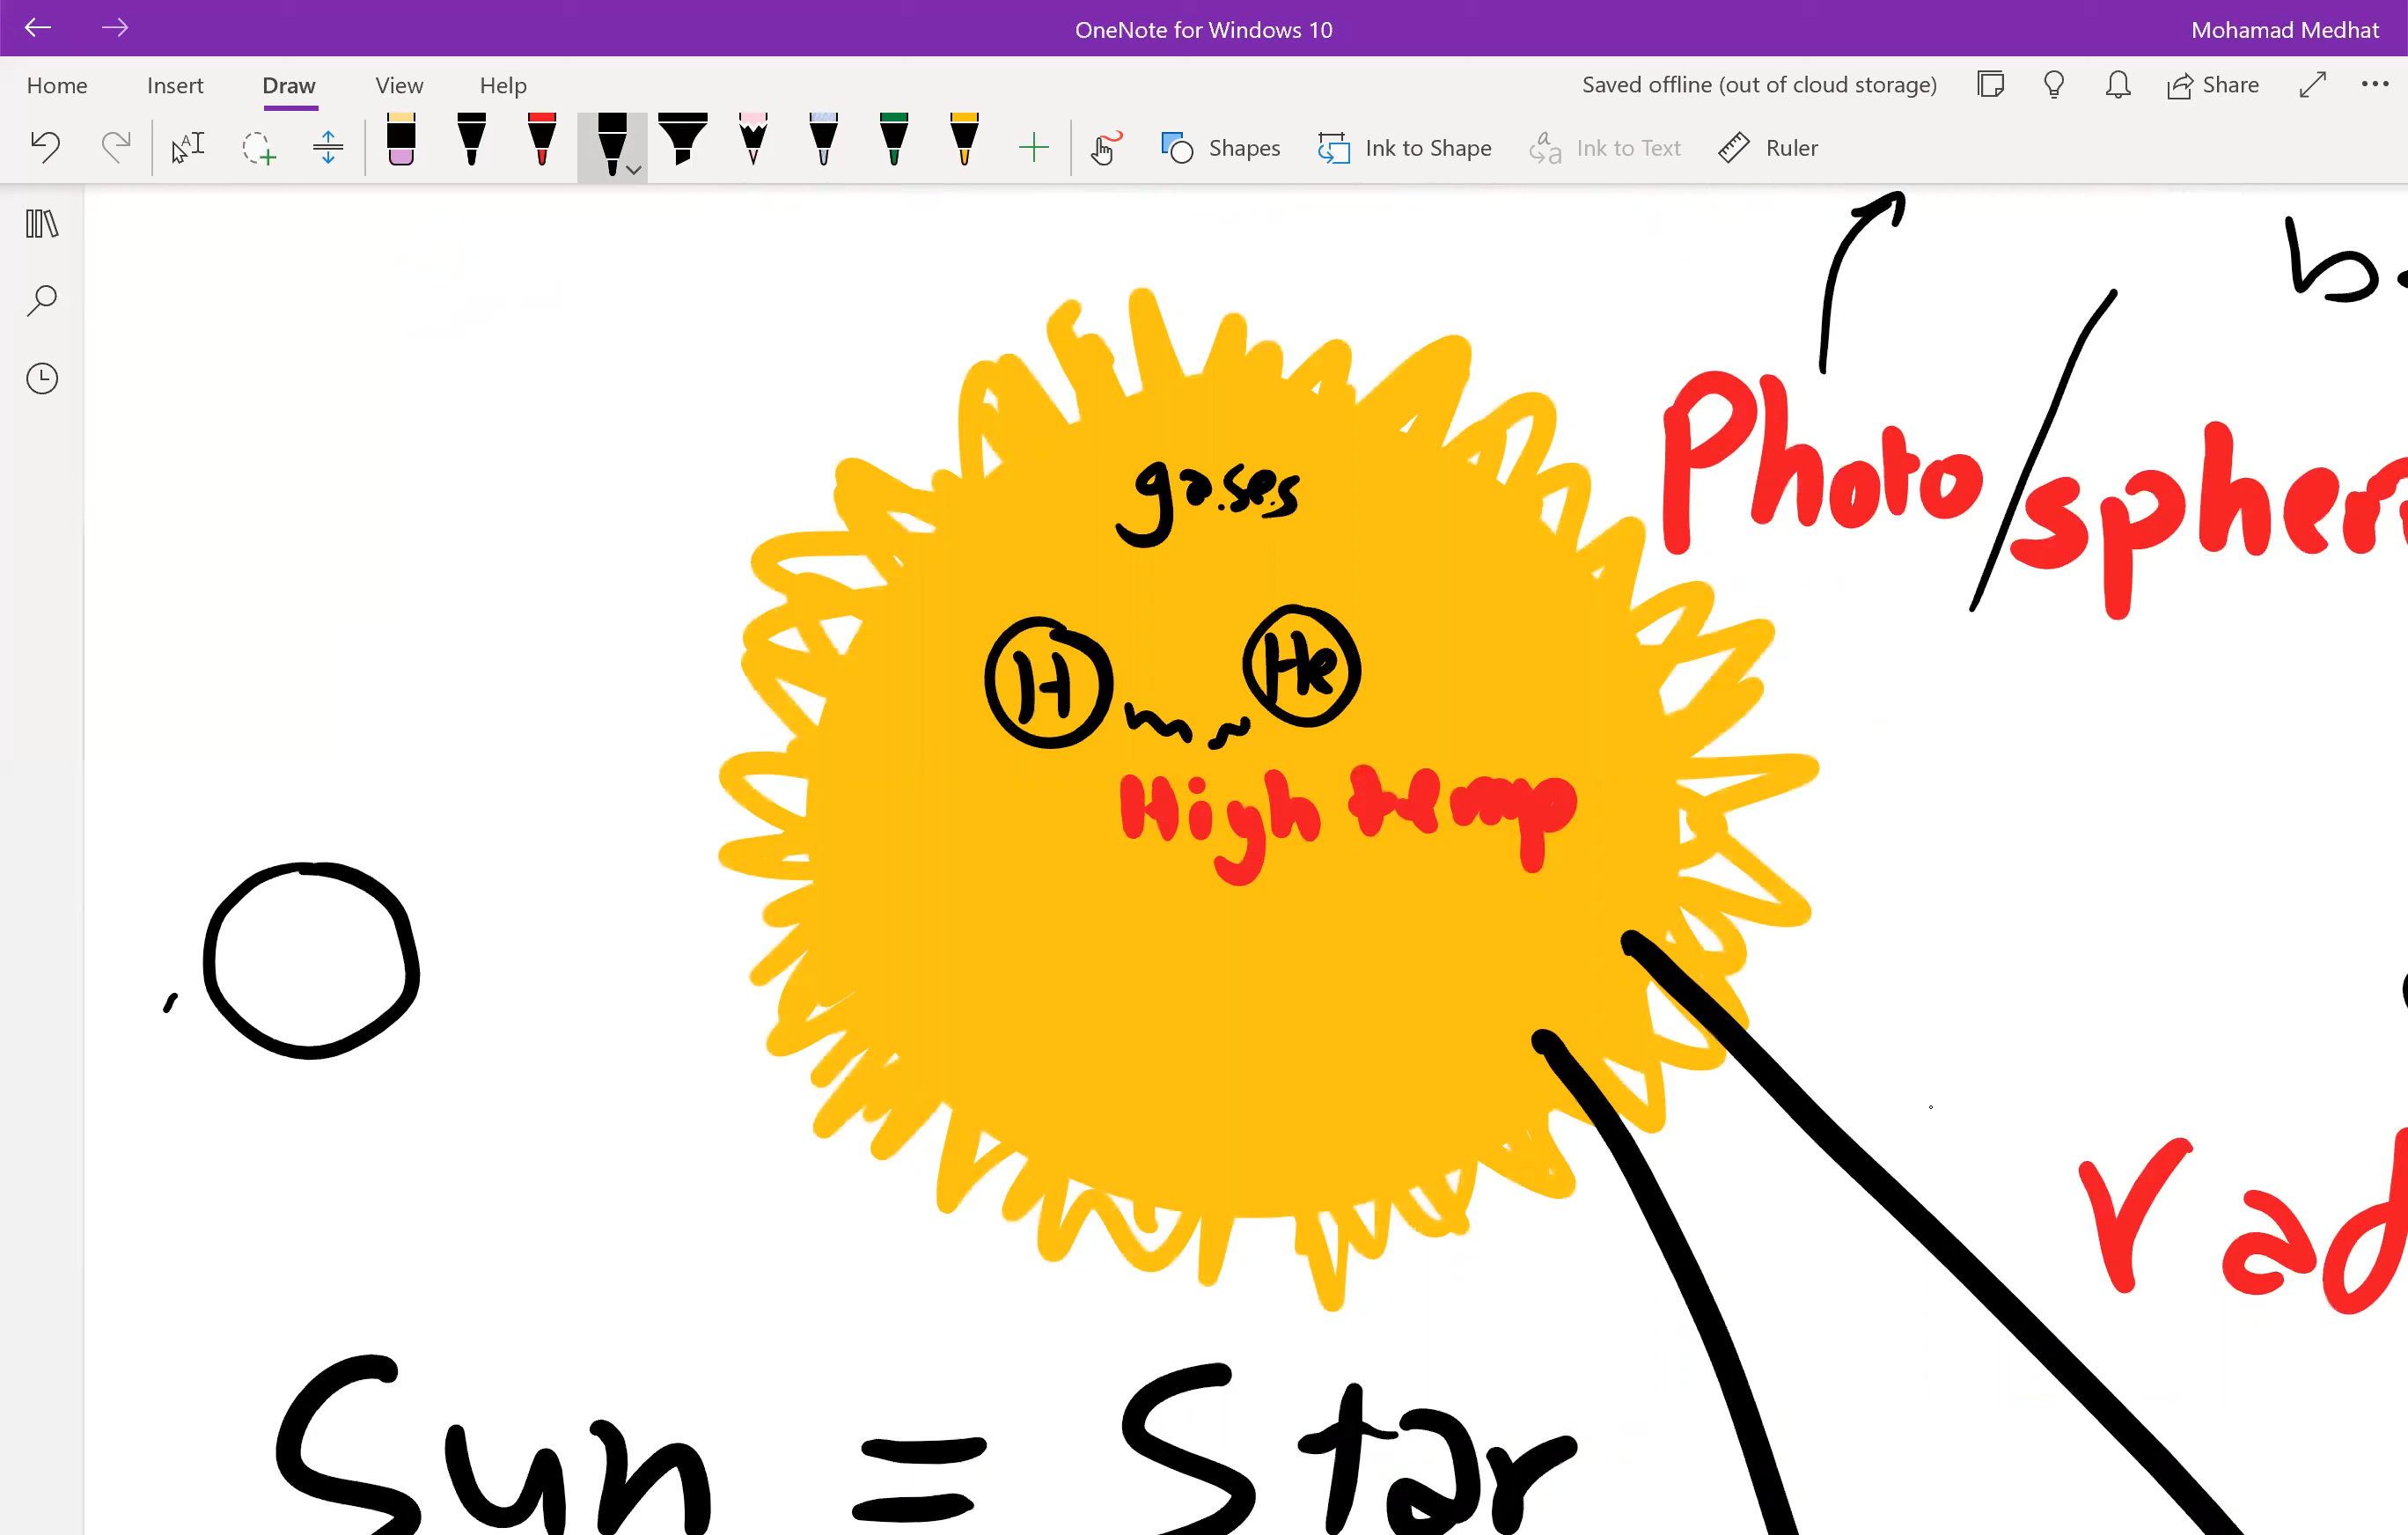 OneNote for Windows 10
Mohamad Medhat
Home Insert Draw View Help
Saved offline (out of cloud storage)
Share
Shapes
Ink to Shape
Ink to Text
Ruler
b
Photo/spher
gases
H
He
High temp
rad
Sun = Star